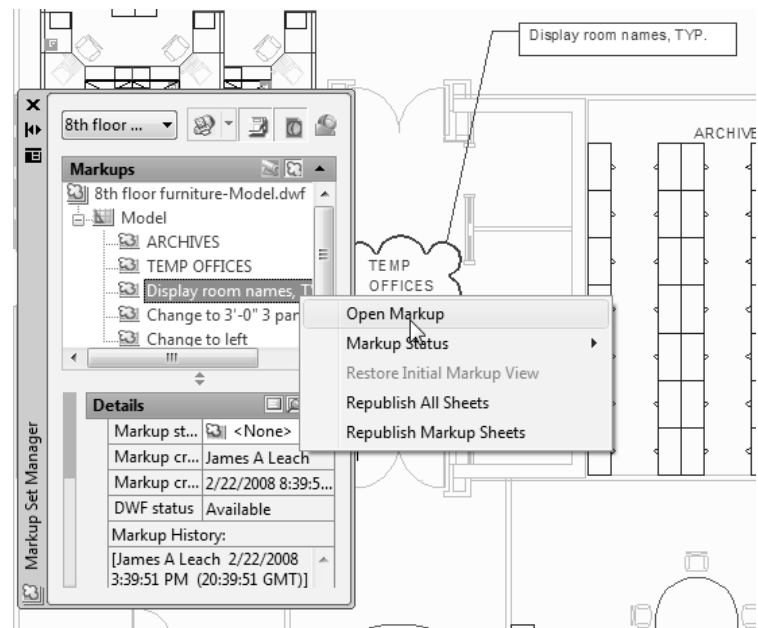 Display room names, TYP.
8th floor ...
ARCHIVE
Markups
8th floor furniture-Model.dwf
Model
ARCHIVES
TEMP OFFICES
Display room names, T
Change to 3'-0" 3 par
Change to left
TEMP
OFFICES
Open Markup
Markup Status
Restore Initial Markup View
Republish All Sheets
Republish Markup Sheets
Details
Markup st... <None>
Markup cr... James A Leach
Markup cr... 2/22/2008 8:39:5...
DWF status Available
Markup History:
[James A Leach 2/22/2008
3:39:51 PM (20:39:51 GMT)]
Markup Set Manager